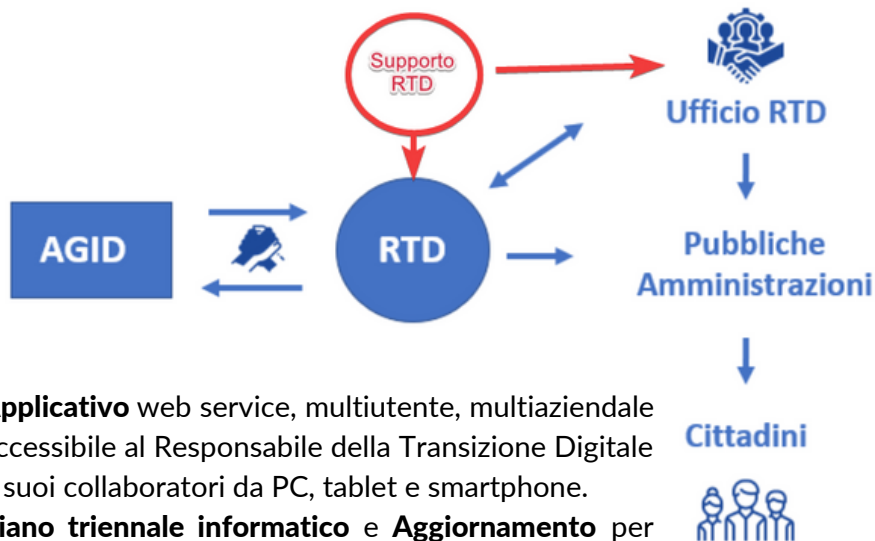 Supporto
RTD
Ufficio RTD
AGID
RTD
Pubbliche
Amministrazioni
Cittadini
pplicativo web service, multiutente, multiaziendale
ccessibile al Responsabile della Transizione Digitale
suoi collaboratori da PC, tablet e smartphone.
iano triennale informatico e Aggiornamento per